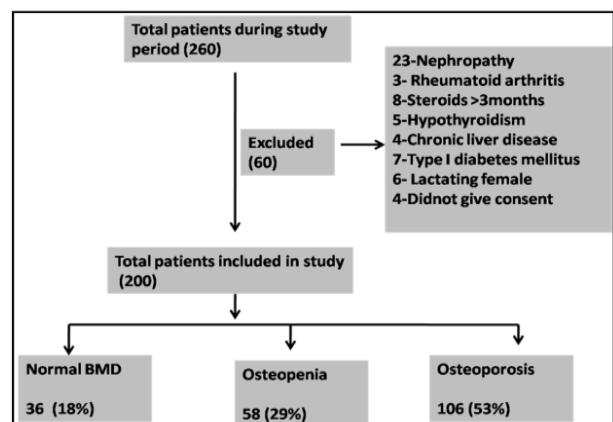 Total patients during study
period (260)
23-Nephropathy
3- Rheumatoid arthritis
8-Steroids >3months
5-Hypothyroidism
4-Chronic liver disease
7-Type I diabetes mellitus
6- Lactating female
4-Didnot give consent
Excluded
(60)
Total patients included in study
(200)
Normal BMD
36 (18%)
Osteopenia
58 (29%)
Osteoporosis
106 (53%)